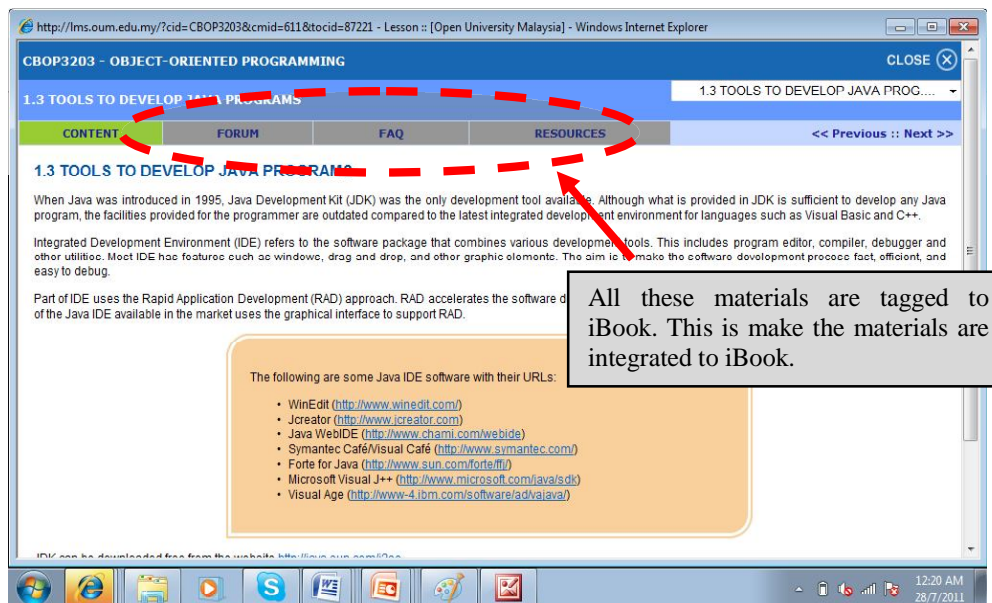 http://lms.oum.edu.my/?cid=CBOP3203&cmid=611&tocid=87221 - Lesson :: [Open University Malaysia] - Windows Internet Explorer
CBOP3203 - OBJECT-ORIENTED PROGRAMMING
CLOSE
1.3 TOOLS TO DEVELOP JAVA PROGRAMS
1.3 TOOLS TO DEVELOP JAVA PROG....
CONTENT FORUM FAQ RESOURCES << Previous :: Next >>
1.3 TOOLS TO DEVELOP JAVA PROGRAMS
When Java was introduced in 1995, Java Development Kit (JDK) was the only development tool available. Although what is provided in JDK is sufficient to develop any Java
program, the facilities provided for the programmer are outdated compared to the latest integrated development environment for languages such as Visual Basic and C++.
Integrated Development Environment (IDE) refers to the software package that combines various development tools. This includes program editor, compiler, debugger and
other utilities. Most IDE has features such as windows, drag and drop, and other graphic elements. The aim is to make the software development process fast, efficient, and
easy to debug.
Part of IDE uses the Rapid Application Development (RAD) approach. RAD accelerates the software d
of the Java IDE available in the market uses the graphical interface to support RAD.
All these materials are tagged to
iBook. This is make the materials are
integrated to iBook.
The following are some Java IDE software with their URLs:
• WinEdit (http://www.winedit.com/)
• Jcreator (http://www.jcreator.com)
• Java WebIDE (http://www.chami.com/webide)
• Symantec Café/Visual Café (http://www.symantec.com/)
• Forte for Java (http://www.sun.com/forte/ffj/)
• Microsoft Visual J++ (http://www.microsoft.com/java/sdk)
• Visual Age (http://www-4.ibm.com/software/ad/vajava/)
JDK can be downloaded free from the website http://java.sun.com/j2se
12:20 AM
28/7/2011